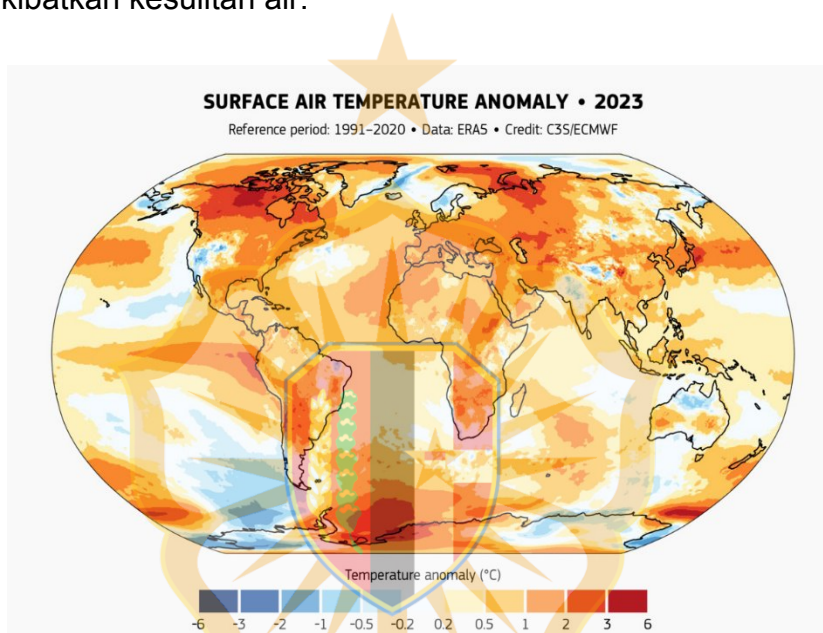 kibatkan kesulitan air.
SURFACE AIR TEMPERATURE ANOMALY • 2023
Reference period: 1991–2020 • Data: ERA5 • Credit: C3S/ECMWF
Temperature anomaly (°C)
-6 -3 -2 -1 -0.5 -0.2 0.2 0.5 1 2 3 6